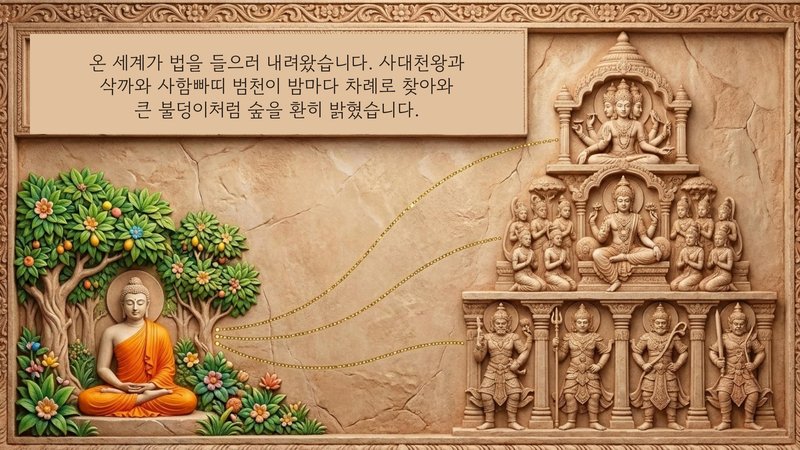 온 세계가 법을 들으러 내려왔습니다. 사대천왕과
삭까와 사함빠띠 범천이 밤마다 차례로 찾아와
큰 불덩이처럼 숲을 환히 밝혔습니다.